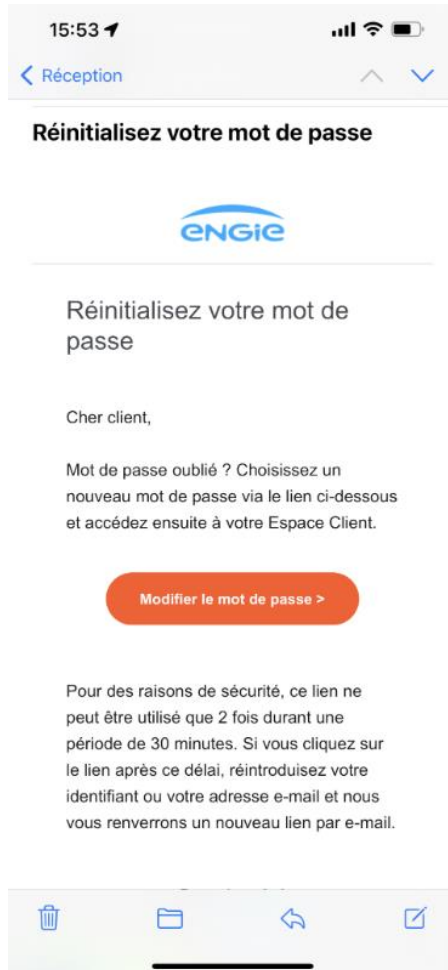 15:53
Réception
Réinitialisez votre mot de passe
ENGIE
Réinitialisez votre mot de
passe
Cher client,
Mot de passe oublié ? Choisissez un
nouveau mot de passe via le lien ci-dessous
et accédez ensuite à votre Espace Client.
Modifier le mot de passe >
Pour des raisons de sécurité, ce lien ne
peut être utilisé que 2 fois durant une
période de 30 minutes. Si vous cliquez sur
le lien après ce délai, réintroduisez votre
identifiant ou votre adresse e-mail et nous
vous renverrons un nouveau lien par e-mail.